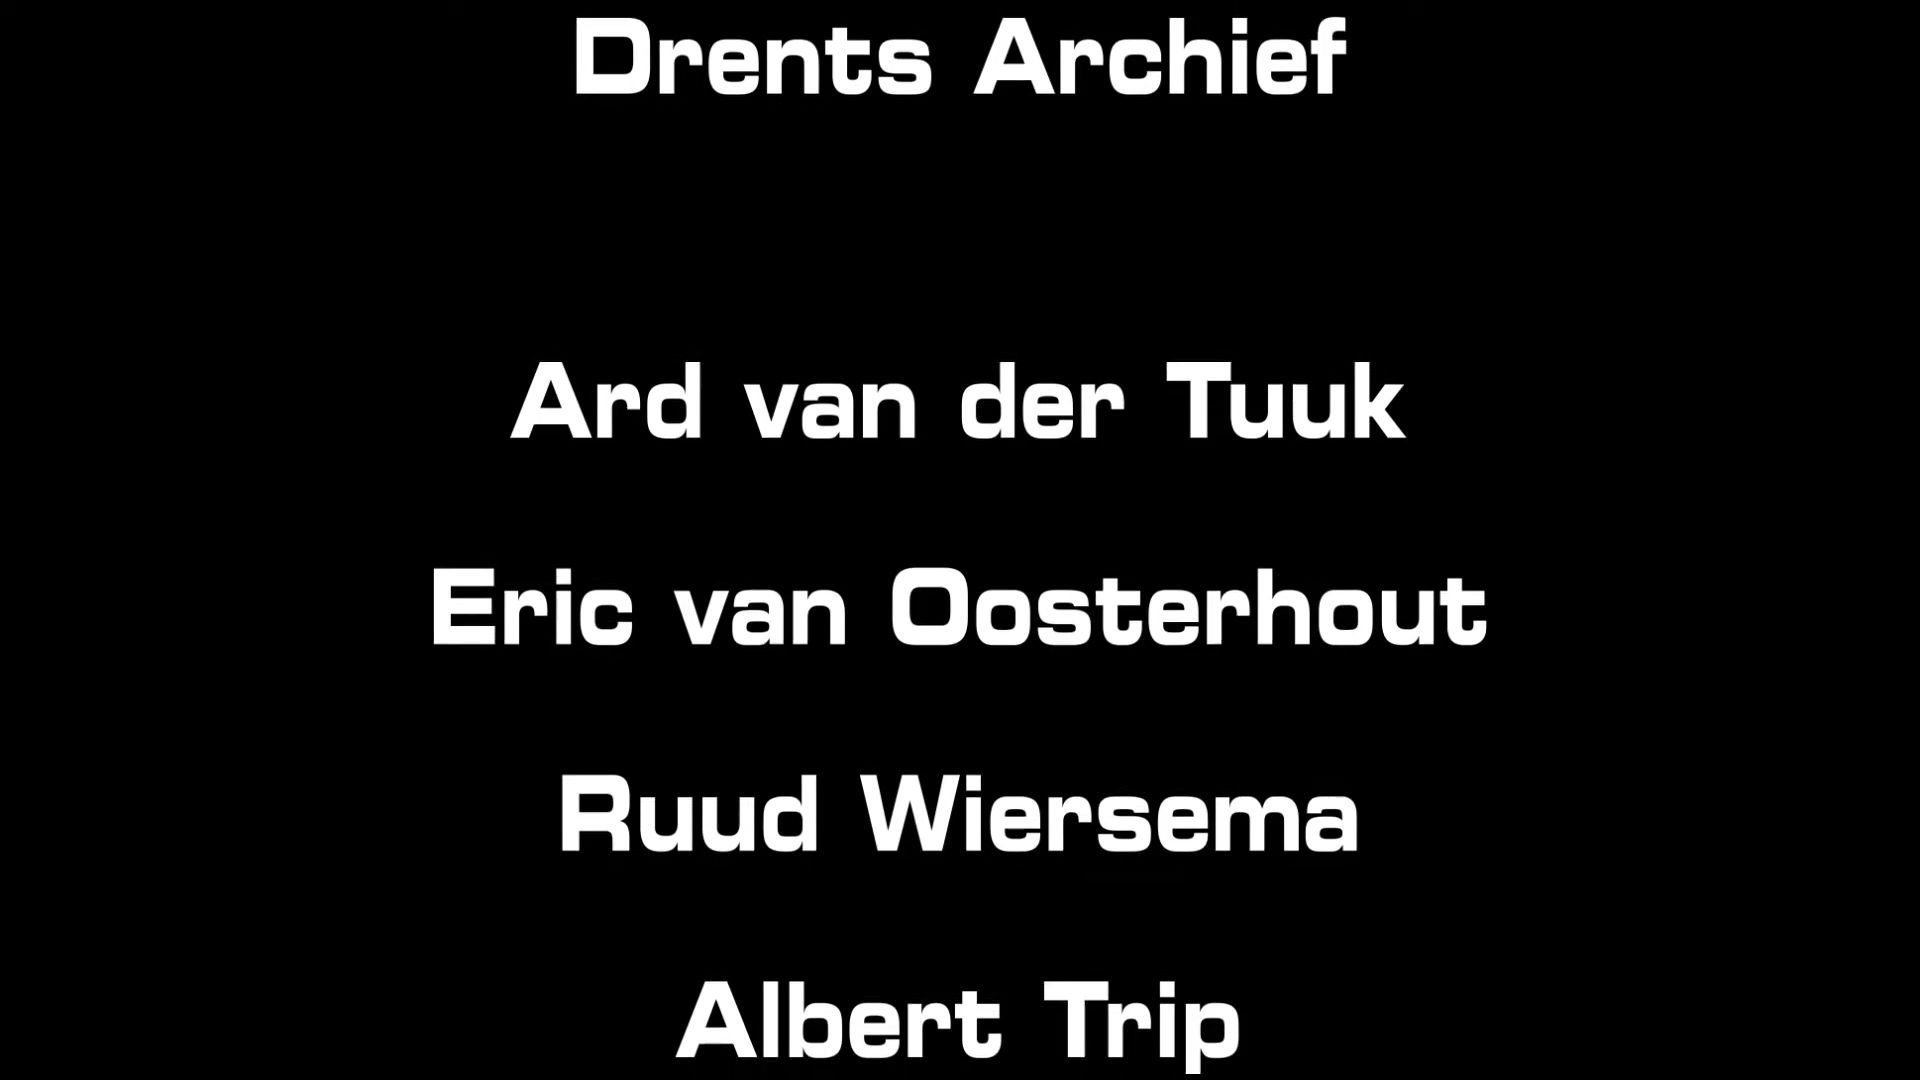 Drents Archief
Ard van der Tuuk
Eric van Oosterhout
Ruud Wiersema
Albert Trip